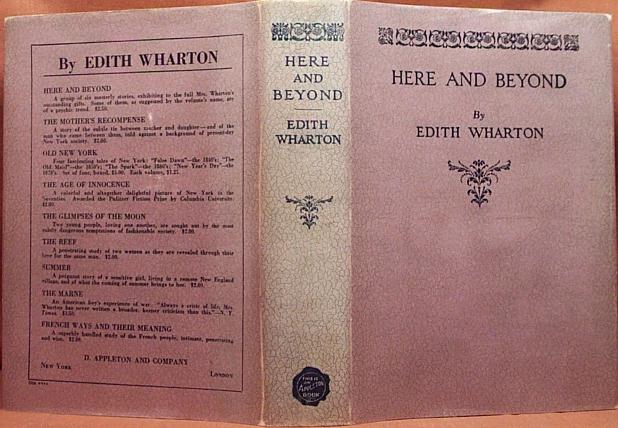 By EDITH WHARTON
HERE AND BEYOND
A group of six masterly stories, exhibiting to the full Mrs. Wharton's
outstanding gifts. Some of them, as suggested by the volume's name, are
of a psychic trend. $2.50.
THE MOTHER'S RECOMPENSE
A story of the subtle tie between mother and daughter—and of the
man who came between them, told against a background of present-day
New York society. $2.00.
OLD NEW YORK
Four fascinating tales of New York: "False Dawn"—the 1840's; "The
Old Maid"—the 1850's; "The Spark"—the 1860's; "New Year's Day"—the
1870's. Set of four, boxed, $5.00. Each volume, $1.25.
THE AGE OF INNOCENCE
A colorful and altogether delightful picture of New York in the
Seventies. Awarded the Pulitzer Fiction Prize by Columbia University.
$2.00.
THE GLIMPSES OF THE MOON
Two young people, loving one another, are sought out by the most
subtly dangerous temptations of fashionable society. $2.00.
THE REEF
A penetrating study of two women as they are revealed through their
love for the same man. $2.00.
SUMMER
A poignant story of a sensitive girl, living in a remote New England
village, and of what the coming of summer brings to her. $2.00.
THE MARNE
An American boy's experience of war. "Always a critic of life, Mrs.
Wharton has never written a broader, keener criticism than this."—N. Y.
Times.
FRENCH WAYS AND THEIR MEANING
A superbly handled study of the French people, intimate, penetrating
and wise. $2.00.
D. APPLETON AND COMPANY
NEW YORK LONDON
HERE
AND
BEYOND
EDITH
WHARTON
THIS IS
AN
APPLETON
BOOK
HERE AND BEYOND
By
EDITH WHARTON